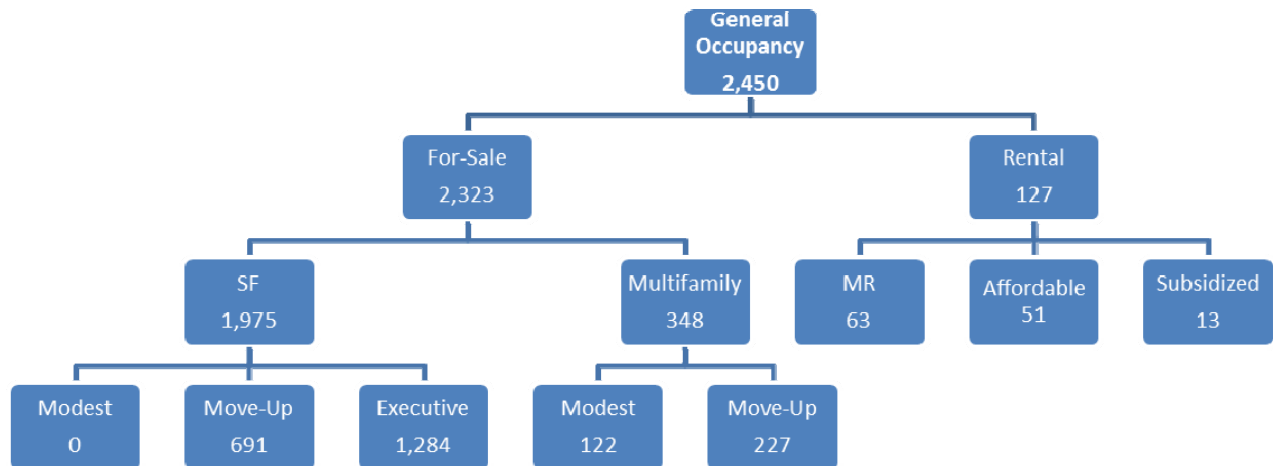 General
Occupancy
2,450
For-Sale
2,323
Rental
127
SF
1,975
Multifamily
348
MR
63
Affordable
51
Subsidized
13
Modest
0
Move-Up
691
Executive
1,284
Modest
122
Move-Up
227